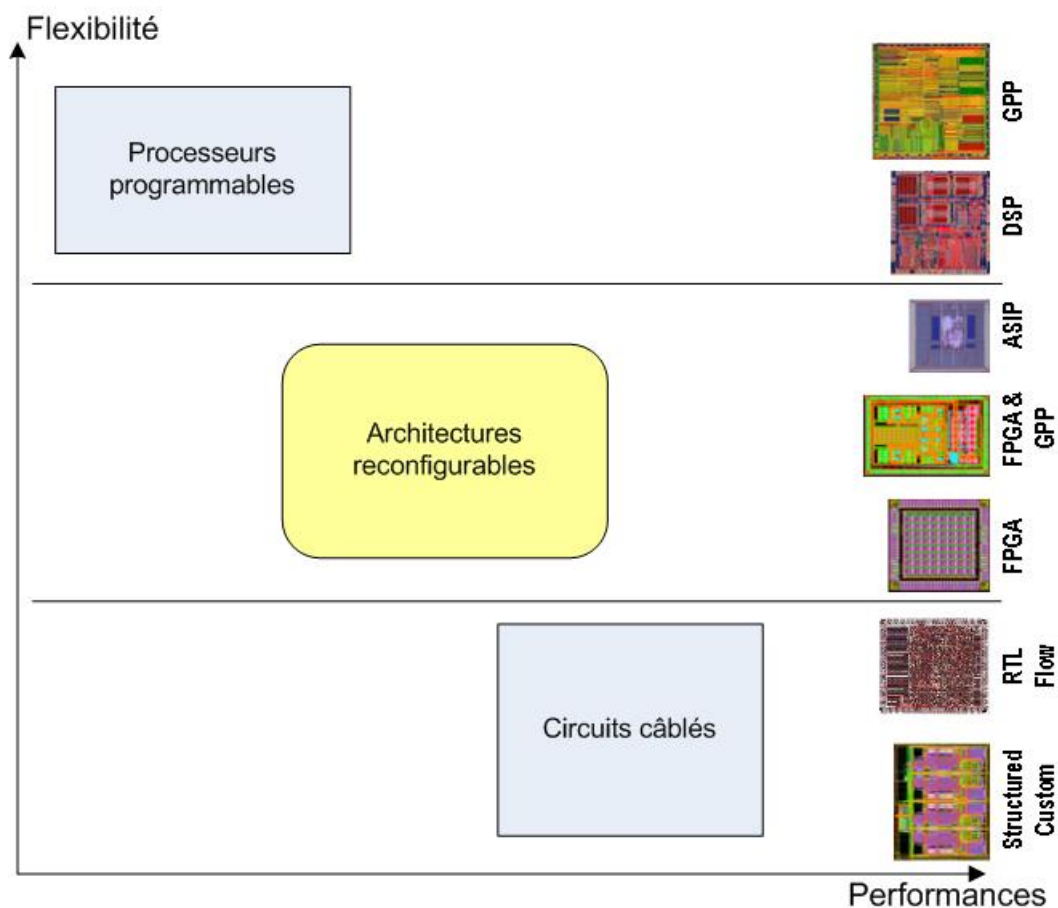 Flexibilité
Processeurs
programmables
GPP
DSP
Architectures
reconfigurables
ASIP
FPGA &
GPP
FPGA
Circuits câblés
RTL
Flow
Structured
Custom
Performances